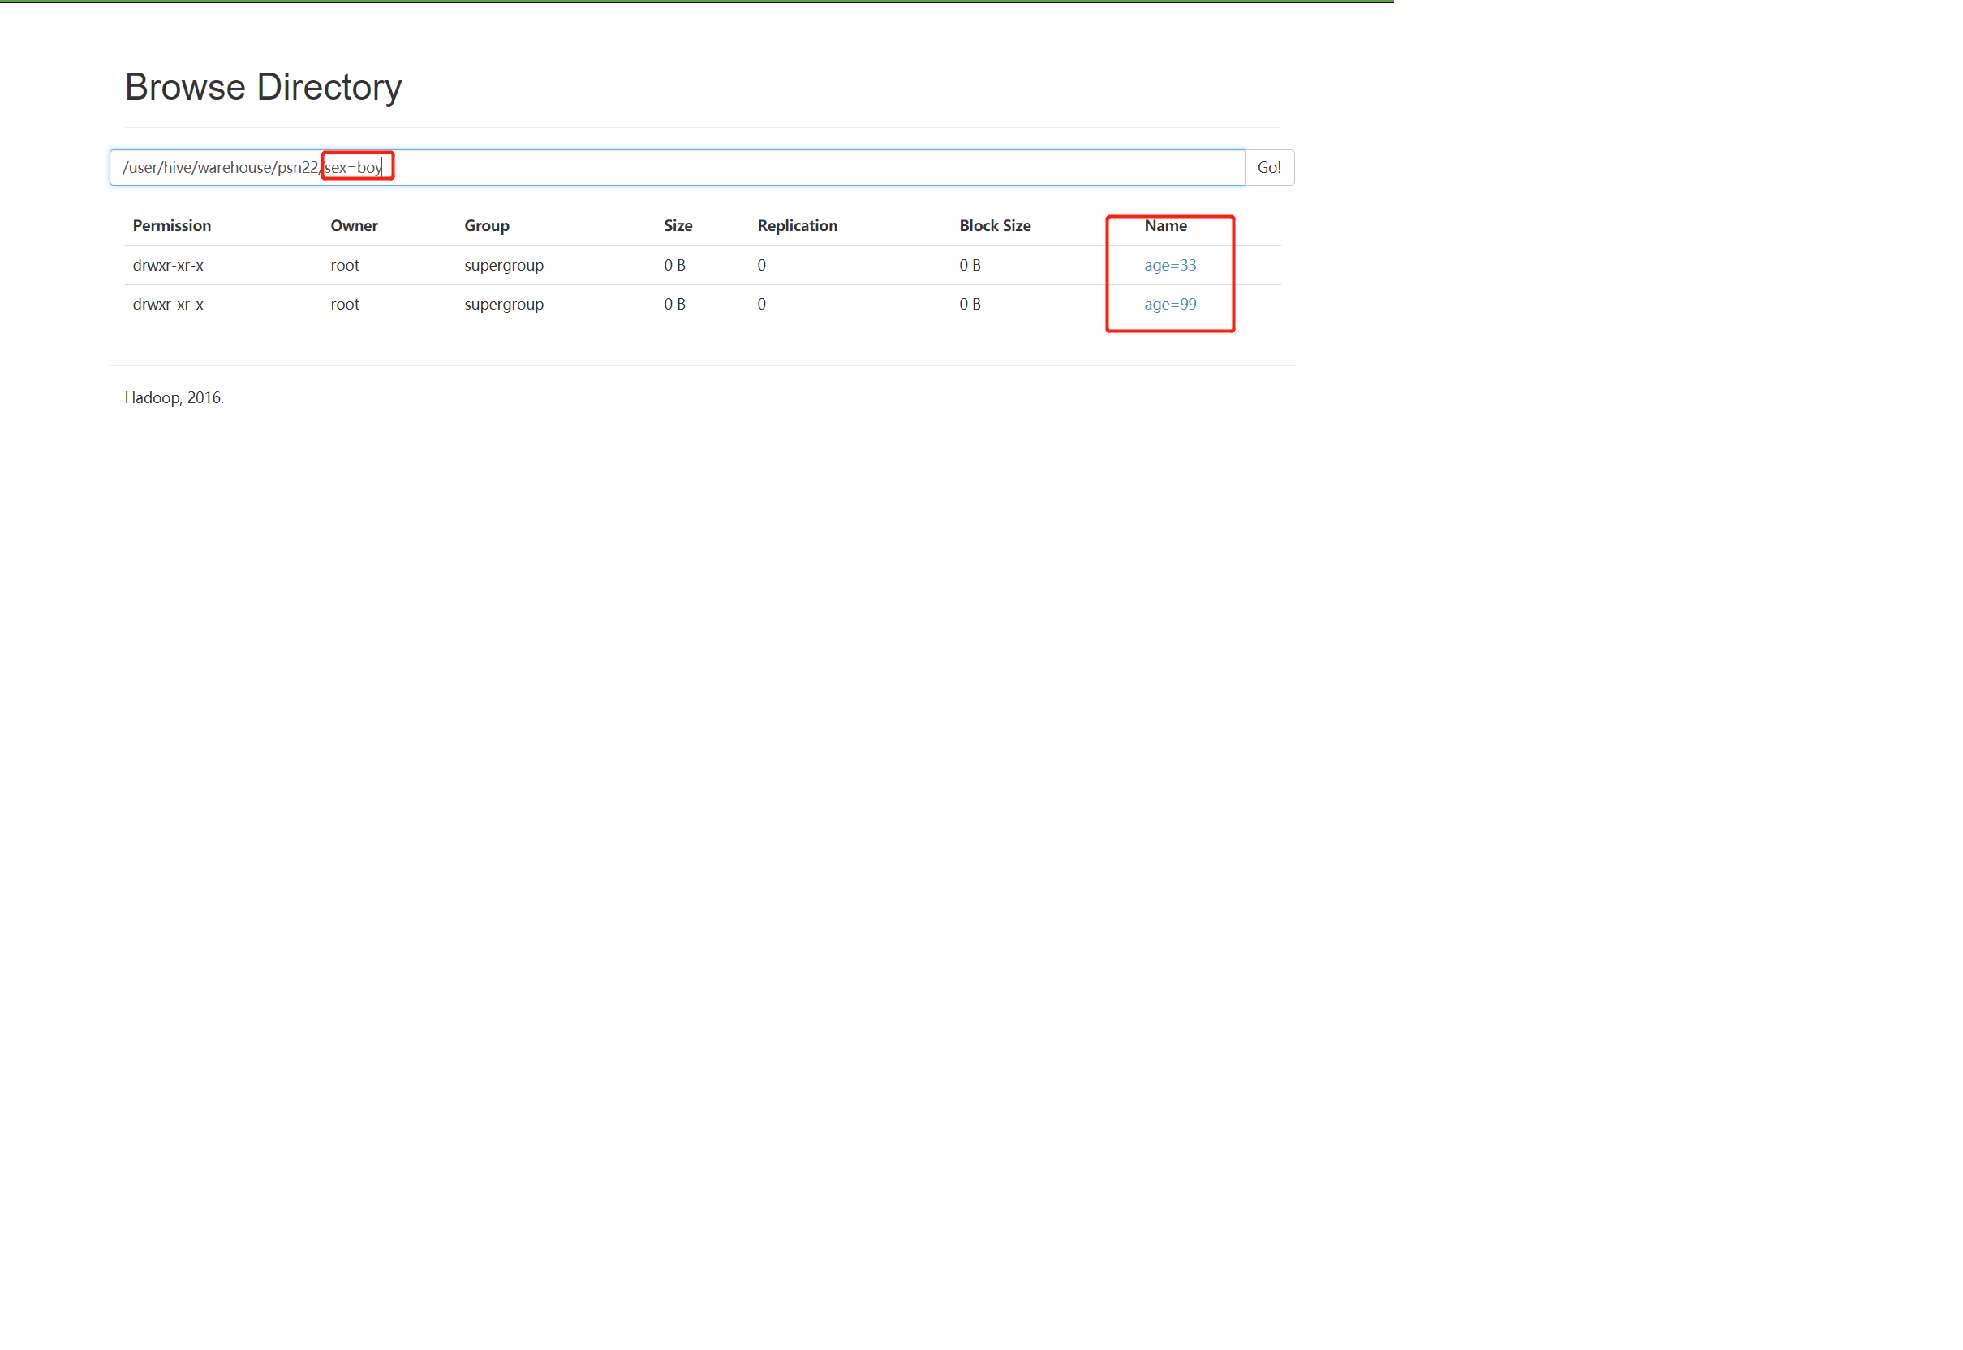 Browse Directory
/user/hive/warehouse/psn22/sex=boy Go!
Permission Owner Group Size Replication Block Size Name
drwxr-xr-x root supergroup 0 B 0 0 B age=33
drwxr-xr-x root supergroup 0 B 0 0 B age=99
Hadoop, 2016.